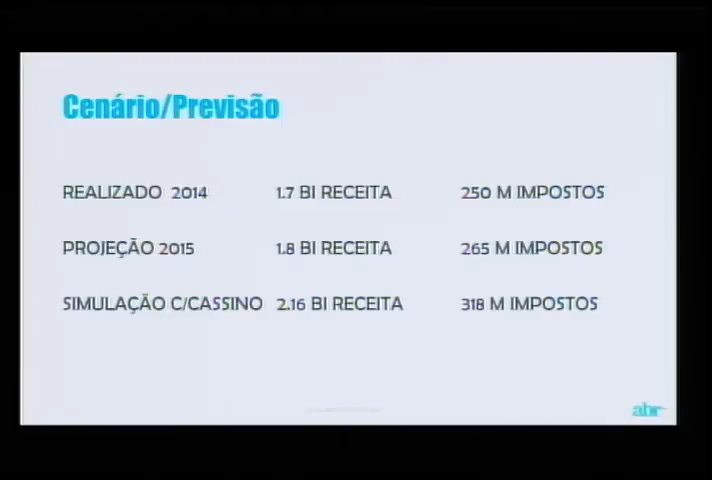 Cenário/Previsão
REALIZADO 2014 1.7 BI RECEITA 250 M IMPOSTOS
PROJEÇÃO 2015 1.8 BI RECEITA 265 M IMPOSTOS
SIMULAÇÃO C/CASSINO 2.16 BI RECEITA 318 M IMPOSTOS
abr